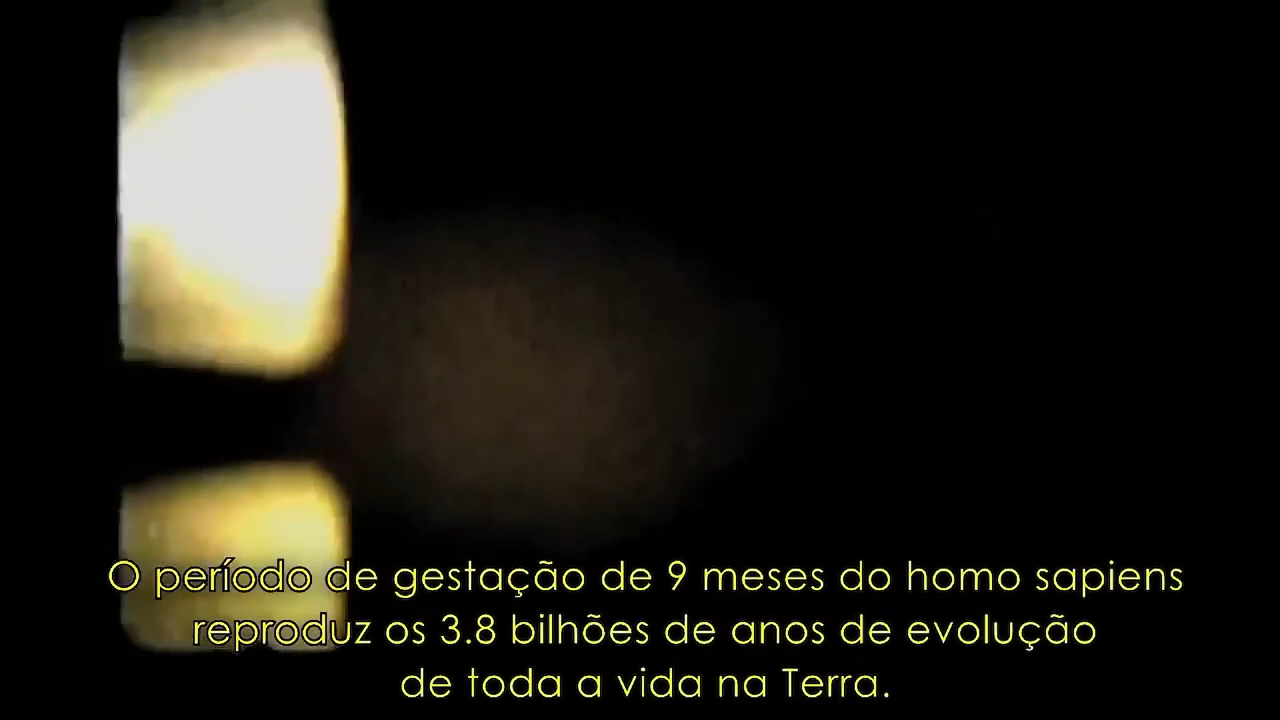 O período de gestação de 9 meses do homo sapiens
reproduz os 3.8 bilhões de anos de evolução
de toda a vida na Terra.